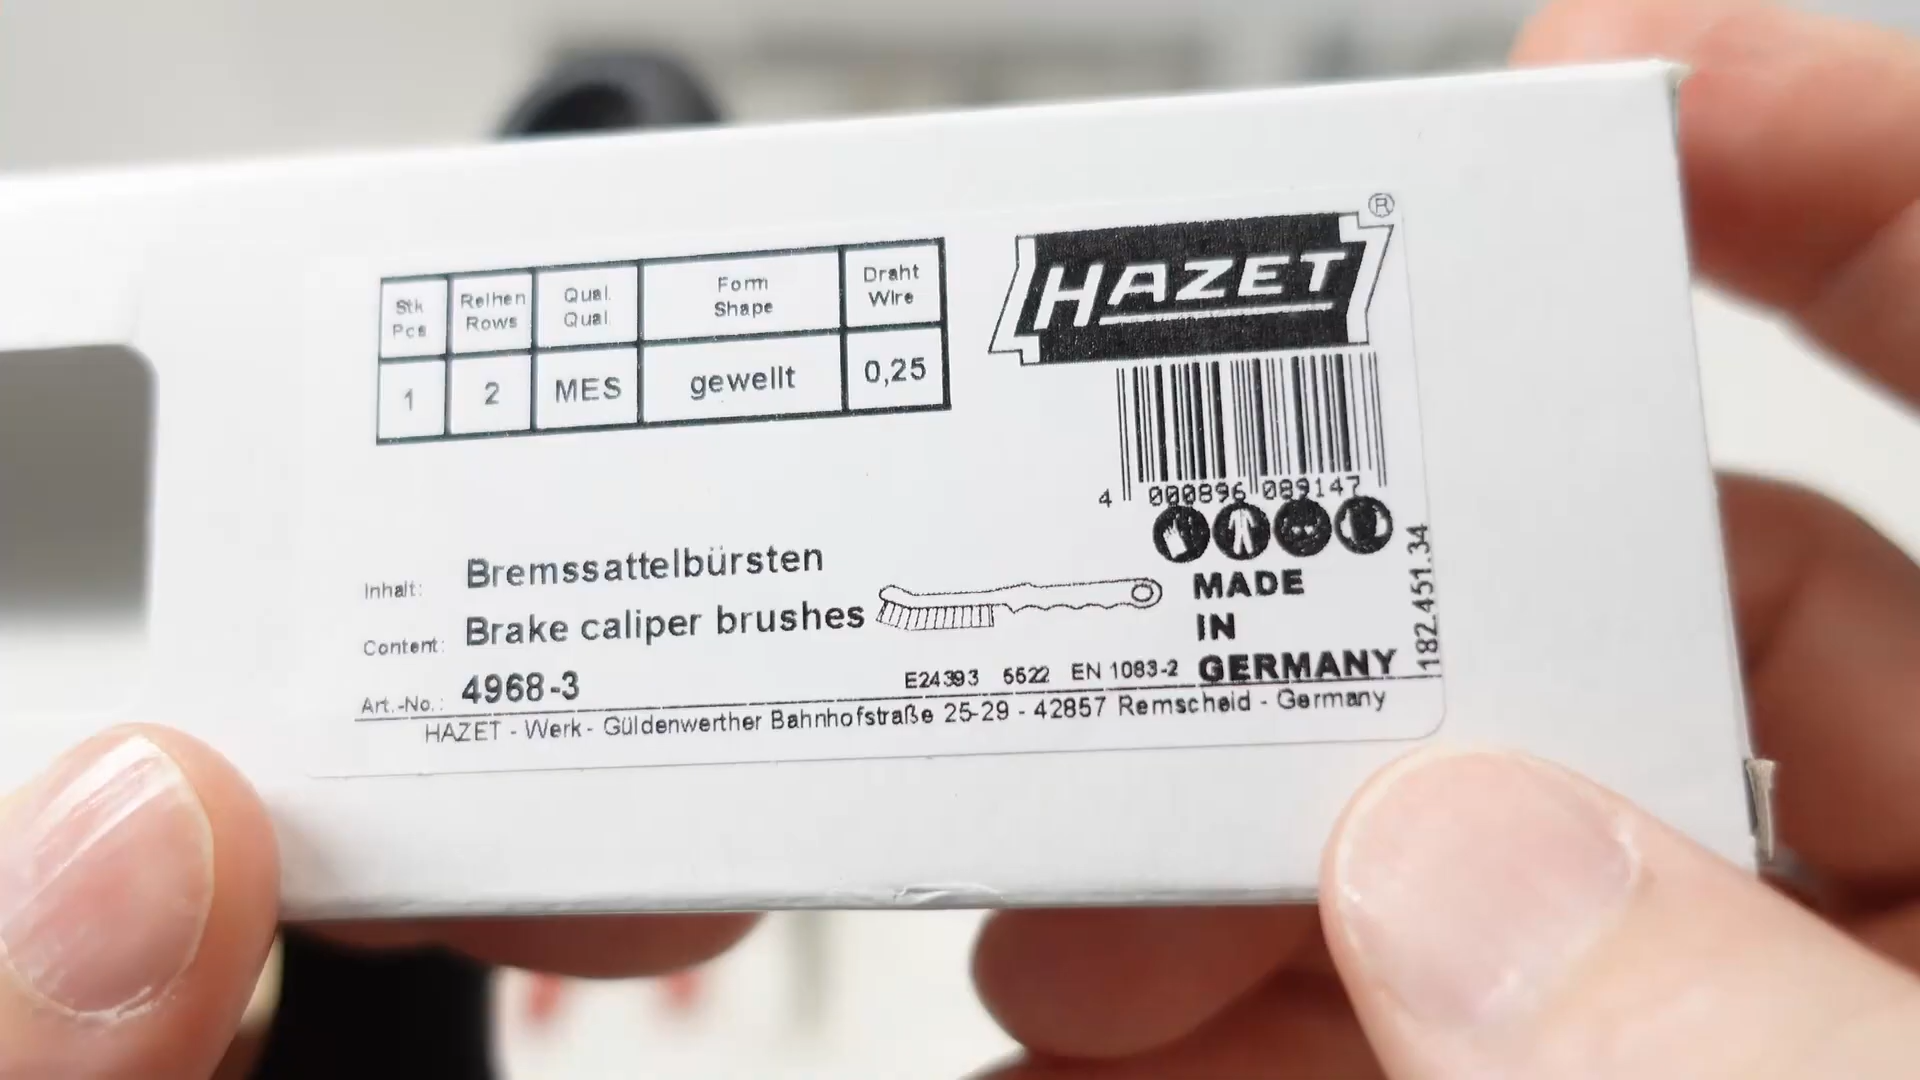 Stk
Pcs
Reihen
Rows
Qual.
Qual.
Form
Shape
Draht
Wire
1
2
MES
gewellt
0,25
HAZET®
4 000896 089147
Inhalt: Bremssattelbürsten
Content: Brake caliper brushes
Art.-No.: 4968-3
E24393 5522 EN 1083-2
MADE
IN
GERMANY
182.451.34
HAZET - Werk - Güldenwerther Bahnhofstraße 25-29 - 42857 Remscheid - Germany